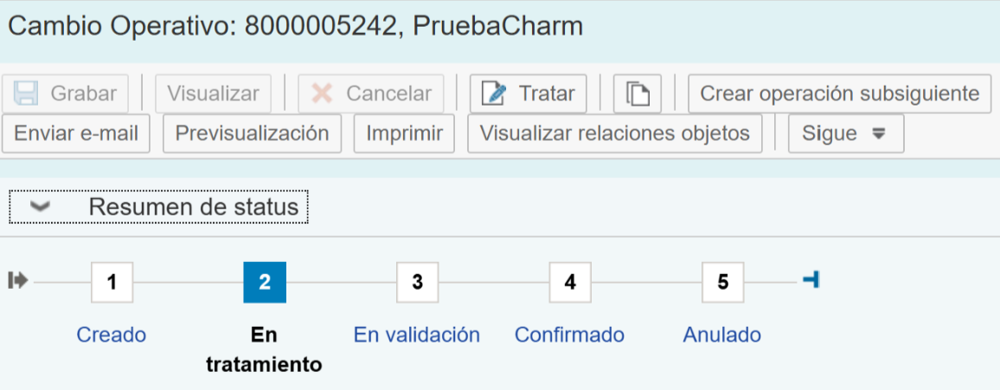 Cambio Operativo: 8000005242, PruebaCharm
Grabar Visualizar Cancelar Tratar Crear operación subsiguiente
Enviar e-mail Previsualización Imprimir Visualizar relaciones objetos Sigue
Resumen de status
1 2 3 4 5
Creado En En validación Confirmado Anulado
tratamiento